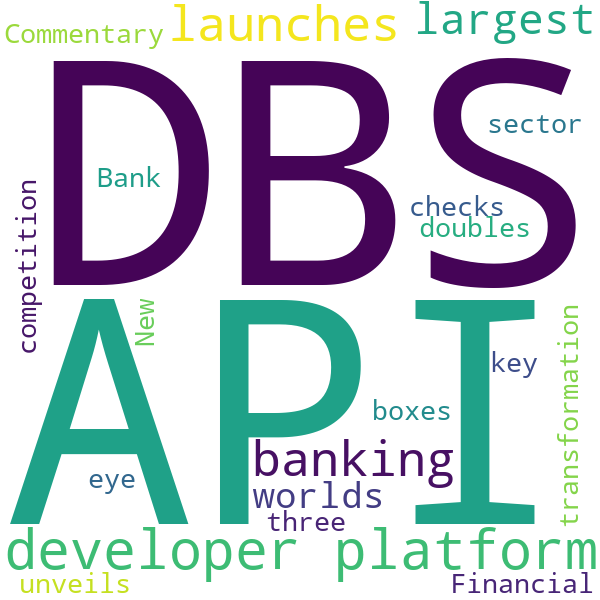 Commentary
launches
largest
DBS
sector
Bank
checks
doubles
competition
API
New
key
transformation
boxes
banking
eye
worlds
three
developer platform
unveils
Financial